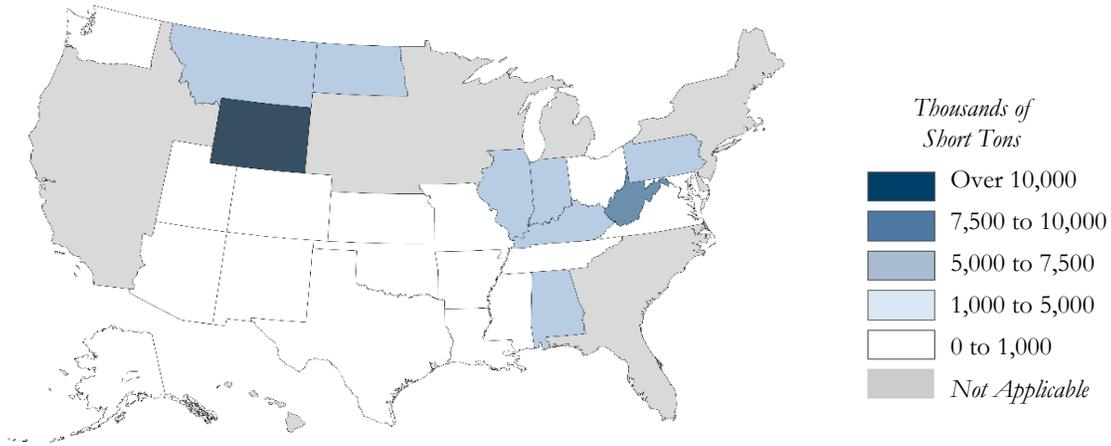 Thousands of
Short Tons
Over 10,000
7,500 to 10,000
5,000 to 7,500
1,000 to 5,000
0 to 1,000
Not Applicable